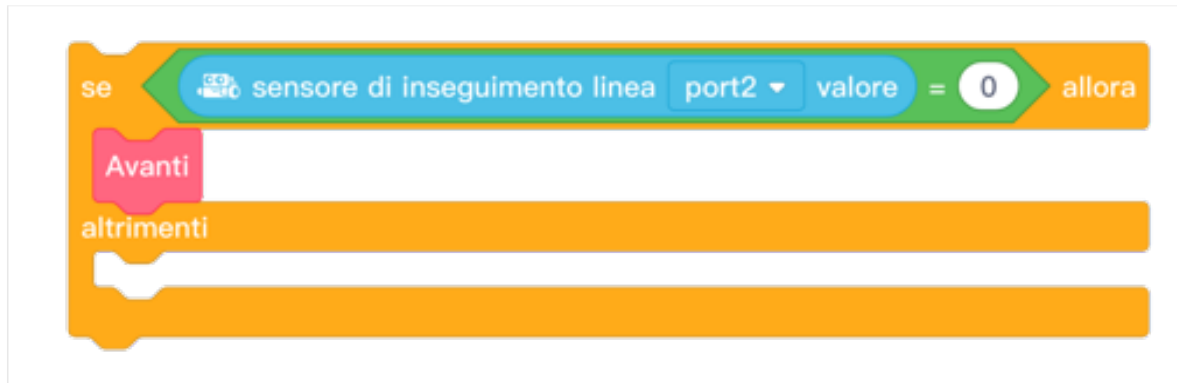 se sensore di inseguimento linea port2 valore = 0 allora
Avanti
altrimenti